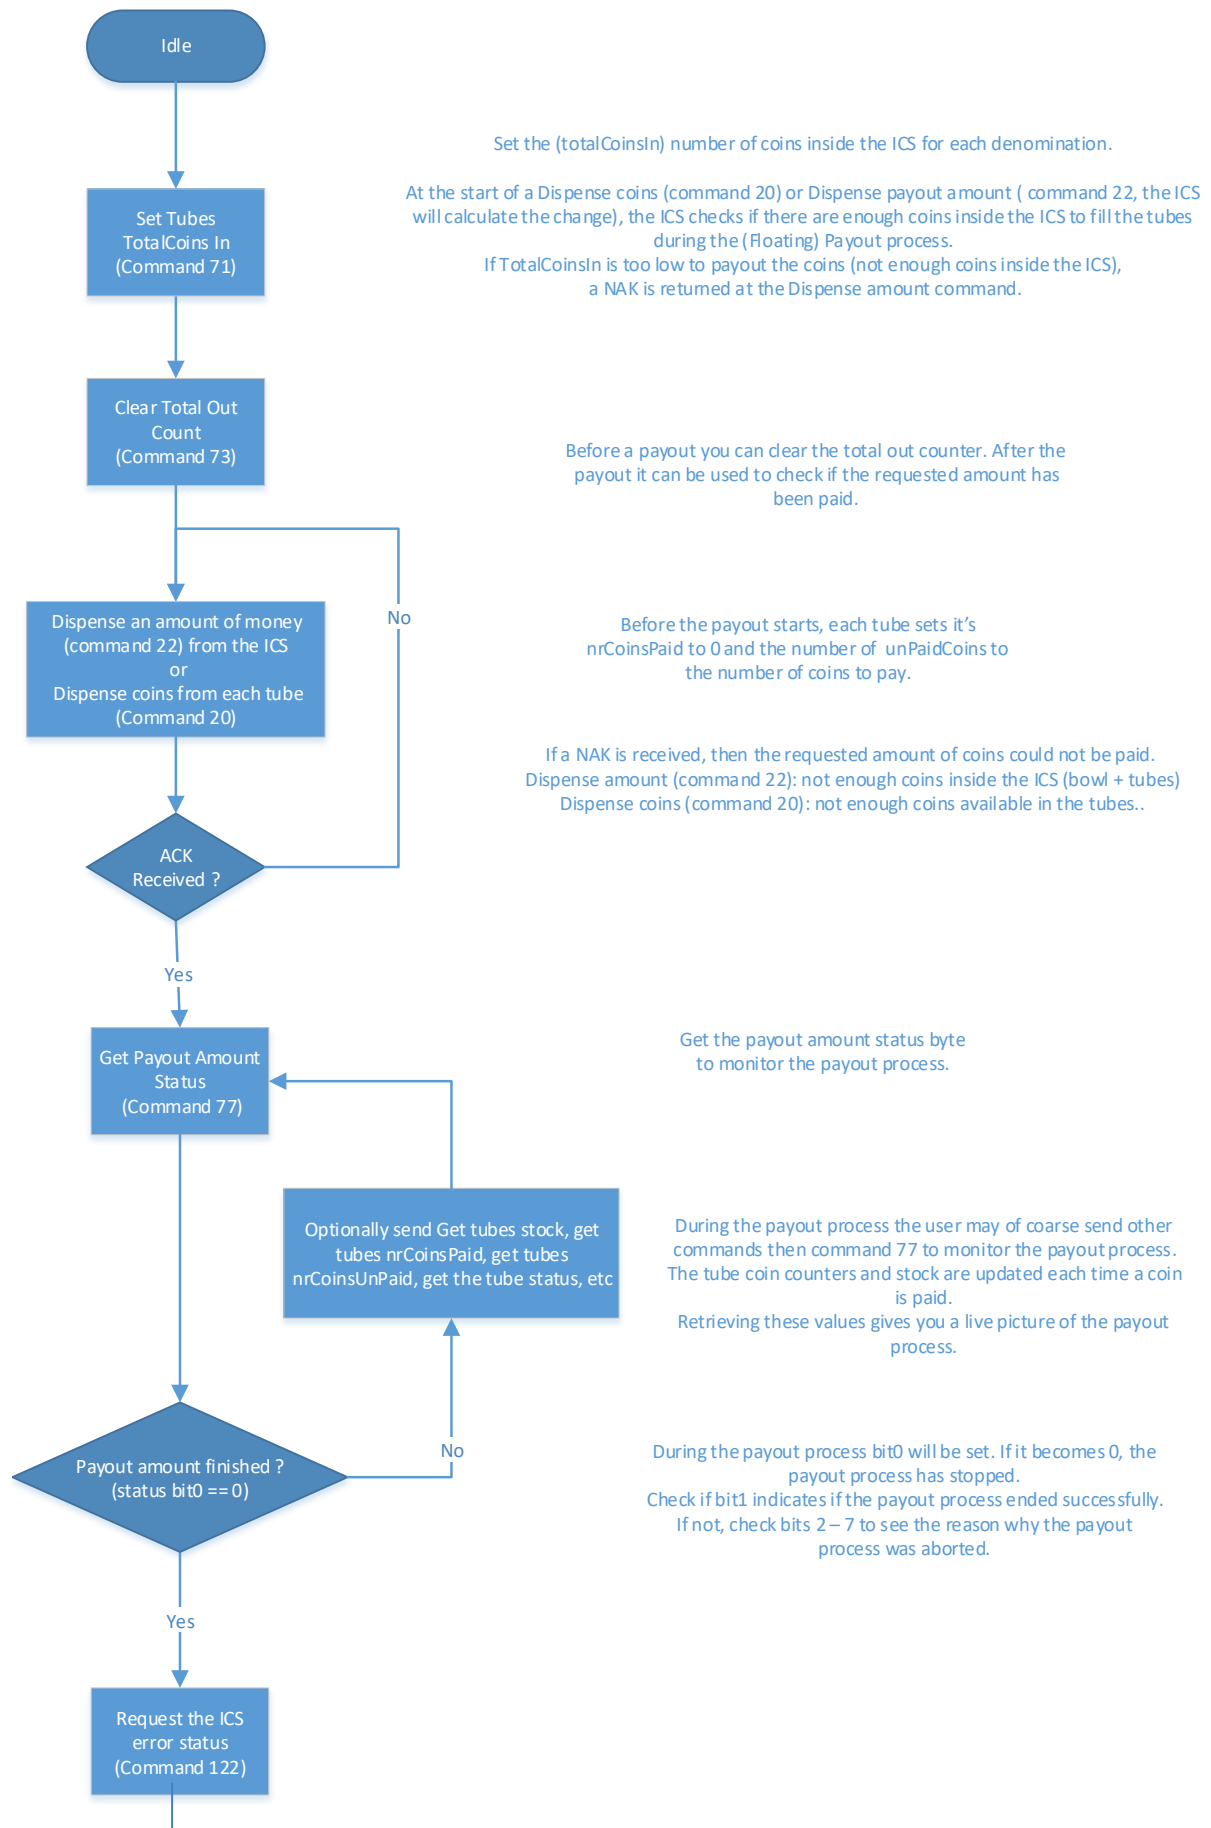 Idle
Set the (totalCoinsIn) number of coins inside the ICS for each denomination.
At the start of a Dispense coins (command 20) or Dispense payout amount ( command 22, the ICS
will calculate the change), the ICS checks if there are enough coins inside the ICS to fill the tubes
during the (Floating) Payout process.
If TotalCoinsIn is too low to payout the coins (not enough coins inside the ICS),
a NAK is returned at the Dispense amount command.
Set Tubes
TotalCoins In
(Command 71)
Clear Total Out
Count
(Command 73)
Before a payout you can clear the total out counter. After the
payout it can be used to check if the requested amount has
been paid.
Dispense an amount of money
(command 22) from the ICS
or
Dispense coins from each tube
(Command 20)
No
Before the payout starts, each tube sets it's
nrCoinsPaid to 0 and the number of unPaidCoins to
the number of coins to pay.
If a NAK is received, then the requested amount of coins could not be paid.
Dispense amount (command 22): not enough coins inside the ICS (bowl + tubes)
Dispense coins (command 20): not enough coins available in the tubes..
ACK
Received ?
Yes
Get Payout Amount
Status
(Command 77)
Get the payout amount status byte
to monitor the payout process.
Optionally send Get tubes stock, get
tubes nrCoinsPaid, get tubes
nrCoinsUnPaid, get the tube status, etc
During the payout process the user may of coarse send other
commands then command 77 to monitor the payout process.
The tube coin counters and stock are updated each time a coin
is paid.
Retrieving these values gives you a live picture of the payout
process.
Payout amount finished ?
(status bit0 == 0)
No
During the payout process bit0 will be set. If it becomes 0, the
payout process has stopped.
Check if bit1 indicates if the payout process ended successfully.
If not, check bits 2 – 7 to see the reason why the payout
process was aborted.
Yes
Request the ICS
error status
(Command 122)